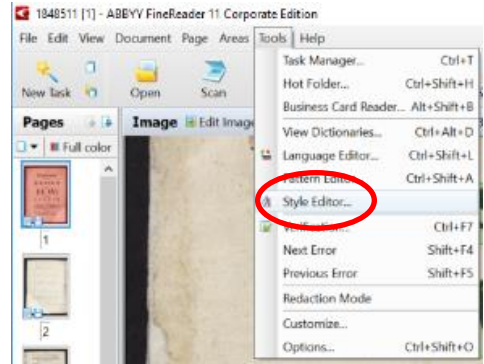 1848511 [1] - ABBYY FineReader 11 Corporate Edition
File Edit View Document Page Areas Tools Help
New Task Open Scan
Pages Image Edit Image
Full color
1
2
Task Manager... Ctrl+T
Hot Folder... Ctrl+Shift+H
Business Card Reader... Alt+Shift+B
View Dictionaries... Ctrl+Alt+D
Language Editor... Ctrl+Shift+L
Pattern Editor... Ctrl+Shift+A
Style Editor...
Verification... Ctrl+F7
Next Error Shift+F4
Previous Error Shift+F5
Redaction Mode
Customize...
Options... Ctrl+Shift+O